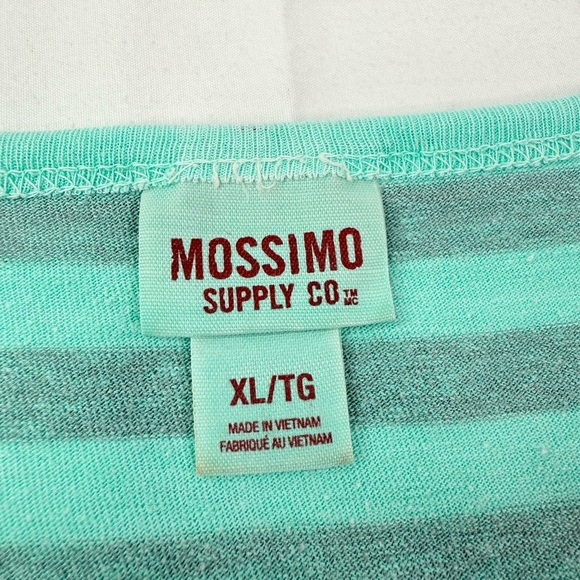 MOSSIMO
SUPPLY CO.™ MC
XL/TG
MADE IN VIETNAM
FABRIQUÉ AU VIETNAM